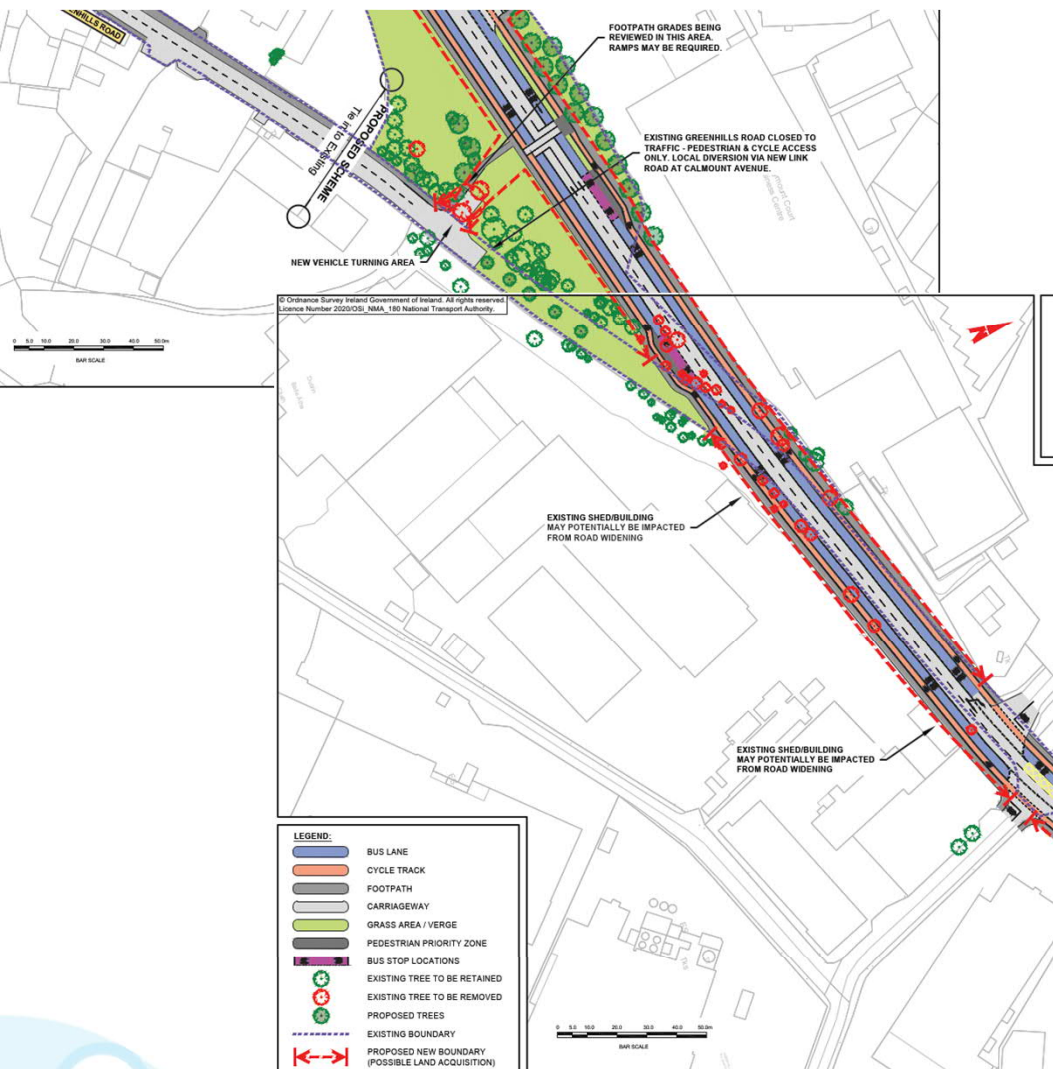 ENHILLS ROAD
FOOTPATH GRADES BEING
REVIEWED IN THIS AREA.
RAMPS MAY BE REQUIRED.
PROPOSED SCHEME
Tie in to Existing
EXISTING GREENHILLS ROAD CLOSED TO
TRAFFIC - PEDESTRIAN & CYCLE ACCESS
ONLY. LOCAL DIVERSION VIA NEW LINK
ROAD AT CALMOUNT AVENUE.
NEW VEHICLE TURNING AREA
© Ordnance Survey Ireland Government of Ireland. All rights reserved.
Licence Number 2020/OSi_NMA_180 National Transport Authority.
0 5.0 10.0 20.0 30.0 40.0 50.0m
BAR SCALE
EXISTING SHED/BUILDING
MAY POTENTIALLY BE IMPACTED
FROM ROAD WIDENING
EXISTING SHED/BUILDING
MAY POTENTIALLY BE IMPACTED
FROM ROAD WIDENING
LEGEND:
BUS LANE
CYCLE TRACK
FOOTPATH
CARRIAGEWAY
GRASS AREA / VERGE
PEDESTRIAN PRIORITY ZONE
BUS STOP LOCATIONS
EXISTING TREE TO BE RETAINED
EXISTING TREE TO BE REMOVED
PROPOSED TREES
EXISTING BOUNDARY
PROPOSED NEW BOUNDARY
(POSSIBLE LAND ACQUISITION)
0 5.0 10.0 20.0 30.0 40.0 50.0m
BAR SCALE